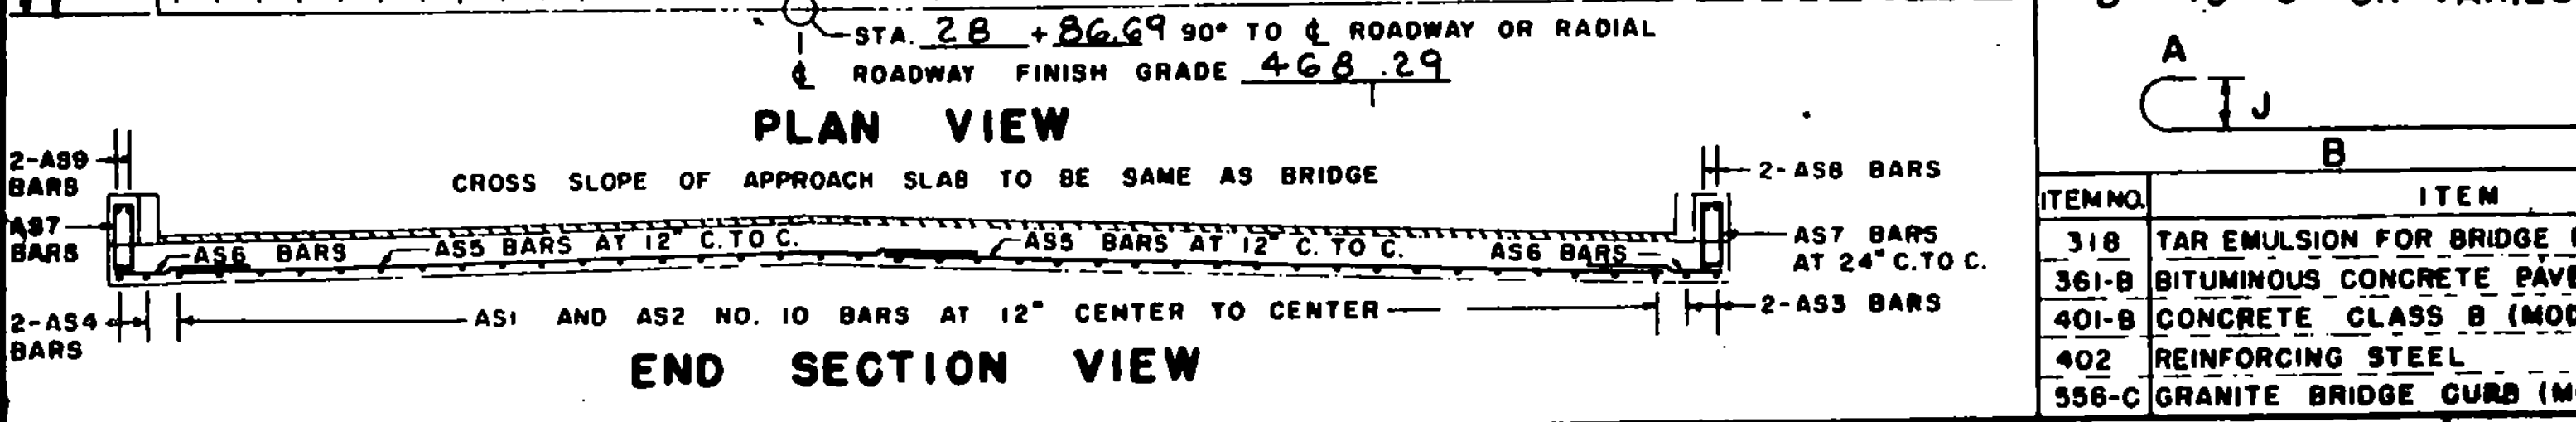 STA. 28 + 86.69 90° TO ℄ ROADWAY OR RADIAL
℄ ROADWAY FINISH GRADE 468.29
PLAN VIEW
CROSS SLOPE OF APPROACH SLAB TO BE SAME AS BRIDGE
2-AS9
BARS
AS7
BARS
AS6 BARS
AS5 BARS AT 12" C. TO C.
AS5 BARS AT 12" C. TO C.
AS6 BARS
2-AS8 BARS
AS7 BARS
AT 24" C. TO C.
2-AS4
BARS
AS1 AND AS2 NO. 10 BARS AT 12" CENTER TO CENTER
2-AS3 BARS
END SECTION VIEW
A
J
B
ITEM NO. ITEM
318 TAR EMULSION FOR BRIDGE
361-B BITUMINOUS CONCRETE PAVE
401-B CONCRETE CLASS B (MOD
402 REINFORCING STEEL
556-C GRANITE BRIDGE CURB (M